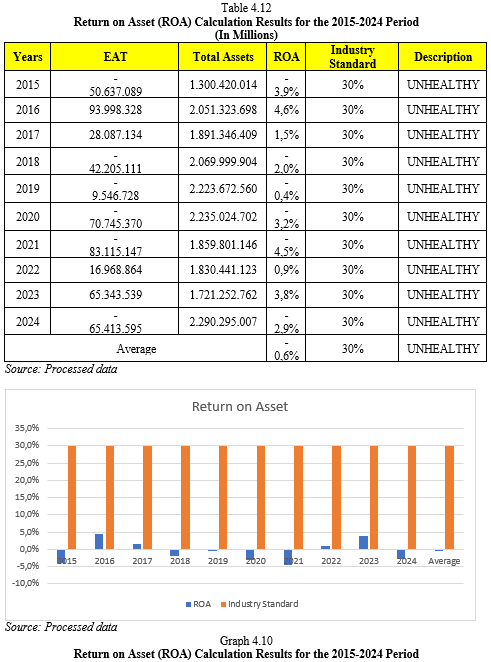 Table 4.12
Return on Asset (ROA) Calculation Results for the 2015-2024 Period
(In Millions)
Years EAT Total Assets ROA Industry Standard Description
2015 -50.637.089 1.300.420.014 -3.9% 30% UNHEALTHY
2016 93.998.328 2.051.323.698 4,6% 30% UNHEALTHY
2017 28.087.134 1.891.346.409 1,5% 30% UNHEALTHY
2018 -42.205.111 2.069.999.904 -2,0% 30% UNHEALTHY
2019 -9.546.728 2.223.672.560 -0,4% 30% UNHEALTHY
2020 -70.745.370 2.235.024.702 -3,2% 30% UNHEALTHY
2021 -83.115.147 1.859.801.146 -4,5% 30% UNHEALTHY
2022 16.968.864 1.830.441.123 0,9% 30% UNHEALTHY
2023 65.343.539 1.721.252.762 3,8% 30% UNHEALTHY
2024 -65.413.595 2.290.295.007 -2,9% 30% UNHEALTHY
Average -0,6% 30% UNHEALTHY
Source: Processed data
Return on Asset
35,0%
30,0%
25,0%
20,0%
15,0%
10,0%
5,0%
0,0%
-5,0%
-10,0%
2015 2016 2017 2018 2019 2020 2021 2022 2023 2024 Average
ROA Industry Standard
Source: Processed data
Graph 4.10
Return on Asset (ROA) Calculation Results for the 2015-2024 Period